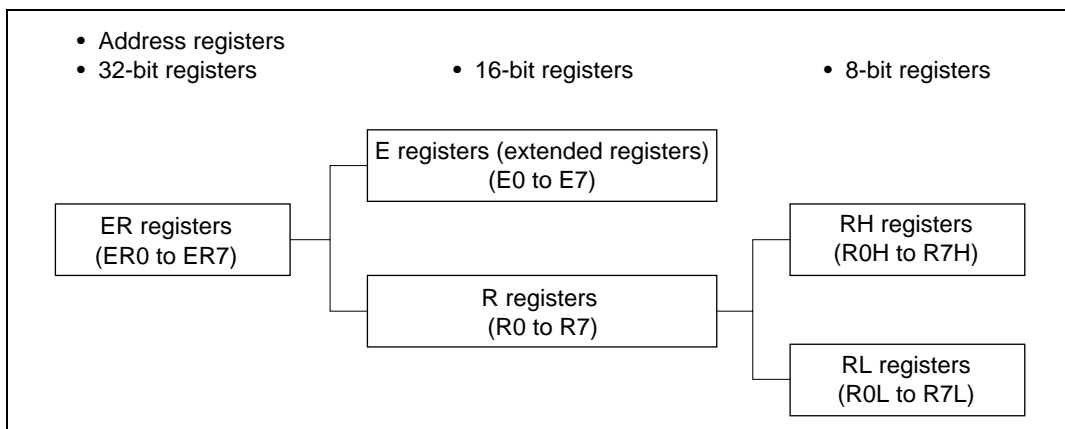 • Address registers
• 32-bit registers
• 16-bit registers
• 8-bit registers
E registers (extended registers)
(E0 to E7)
ER registers
(ER0 to ER7)
RH registers
(R0H to R7H)
R registers
(R0 to R7)
RL registers
(R0L to R7L)